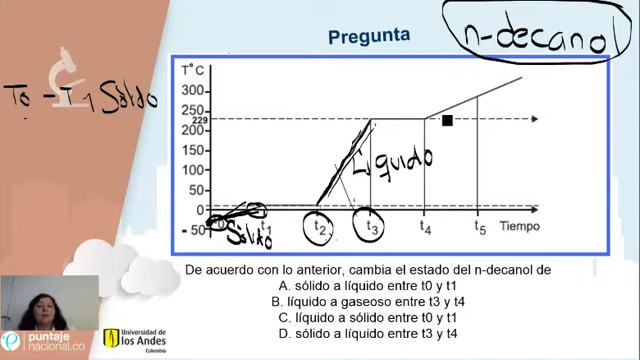 Pregunta
n-decanol
T0 - T1 Sólido
T°C
300
250
229
200
150
100
50
0
-50
Líquido
Sólido
t1
t2
t3
t4
t5
Tiempo
De acuerdo con lo anterior, cambia el estado del n-decanol de
A. sólido a líquido entre t0 y t1
B. líquido a gaseoso entre t3 y t4
C. líquido a sólido entre t0 y t1
D. sólido a líquido entre t3 y t4
puntaje
nacional.co
Universidad de
los Andes
Colombia